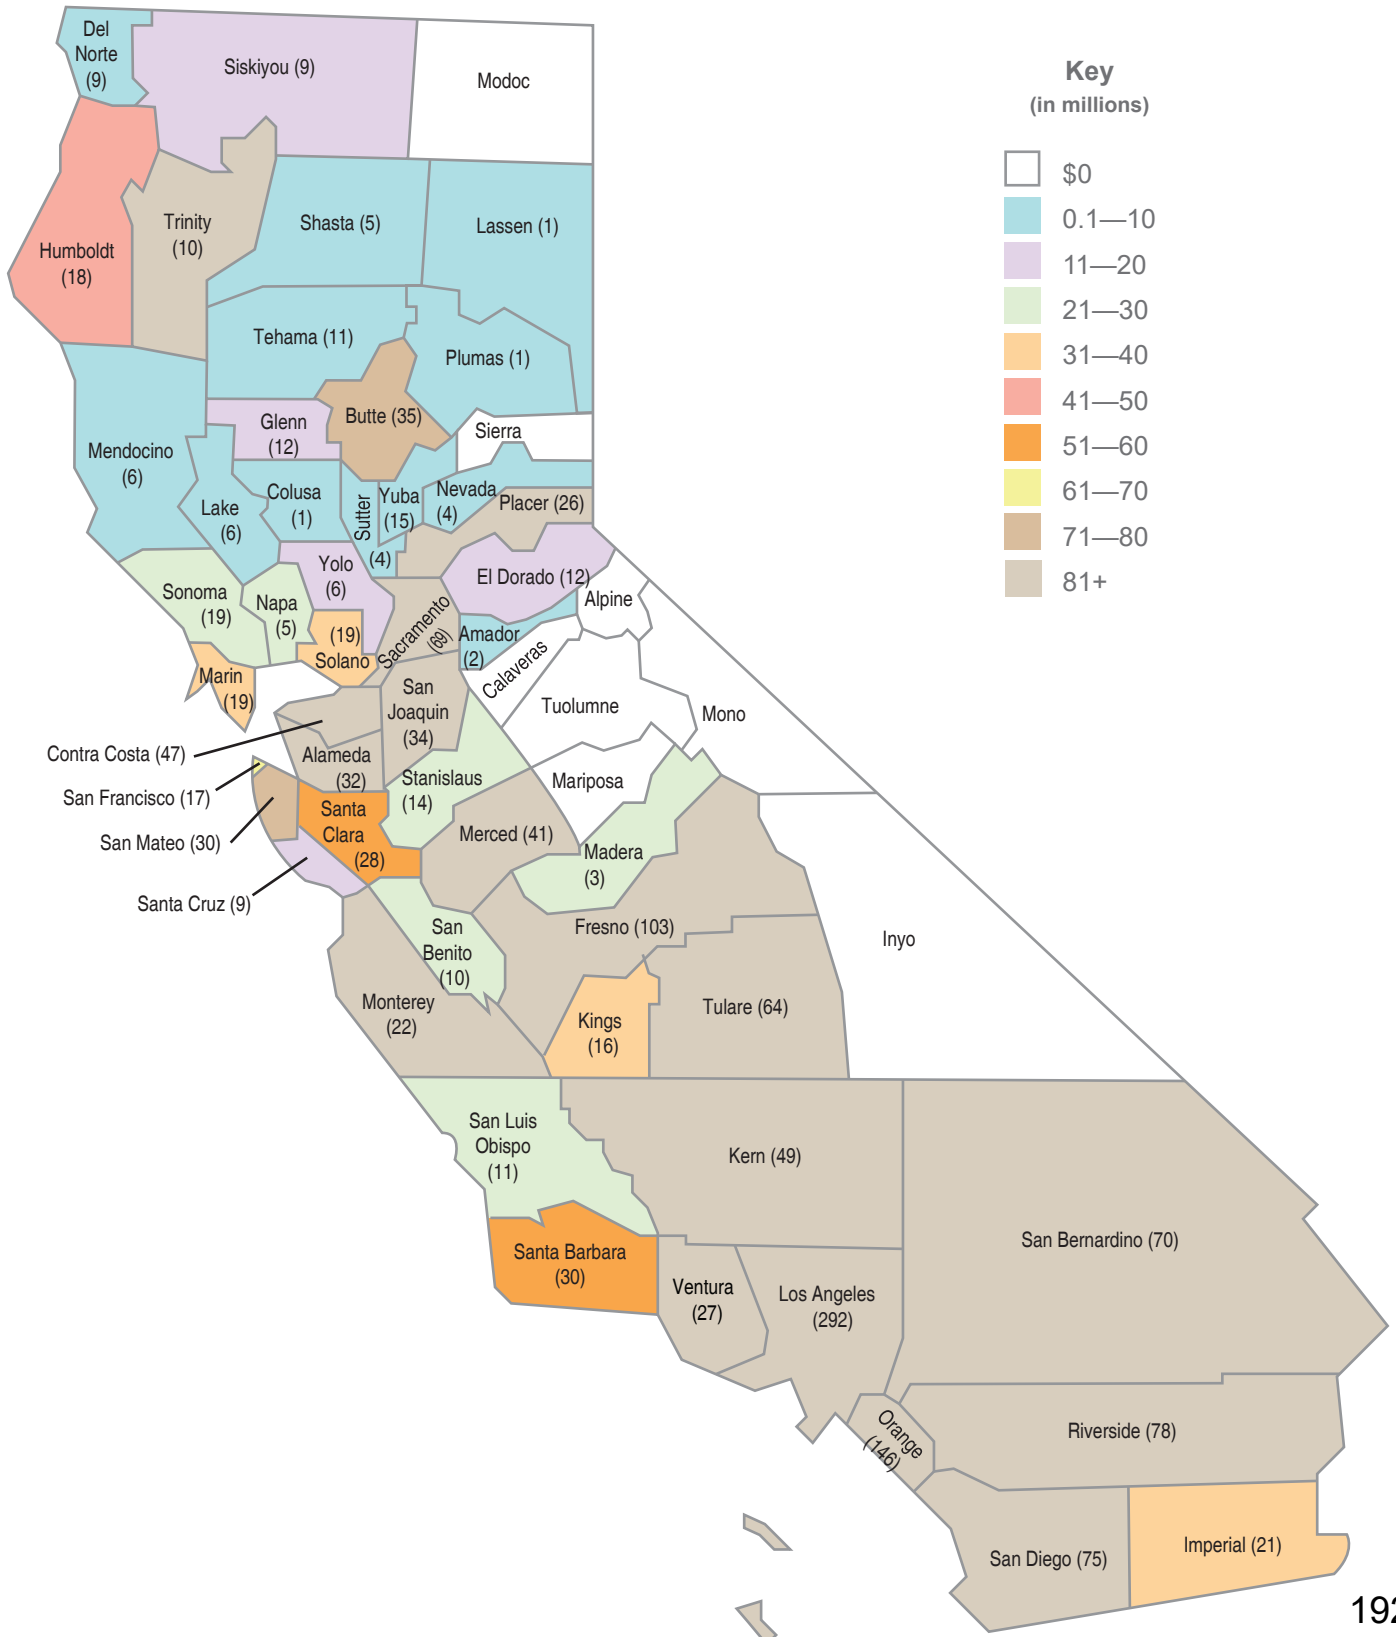 Del
Norte
(9)
Siskiyou (9)
Modoc
Key
(in millions)
$0
0.1—10
11—20
21—30
31—40
41—50
51—60
61—70
71—80
81+
Humboldt
(18)
Trinity
(10)
Shasta (5)
Lassen (1)
Tehama (11)
Plumas (1)
Butte (35)
Glenn
(12)
Sierra
Mendocino
(6)
Lake
(6)
Colusa
(1)
Sutter
(4)
Yuba
(15)
Nevada
(4)
Placer (26)
Yolo
(6)
El Dorado (12)
Alpine
Sonoma
(19)
Napa
(5)
(19)
Solano
Sacramento
(69)
Amador
(2)
Calaveras
Marin
(19)
San
Joaquin
(34)
Tuolumne
Mono
Contra Costa (47)
Alameda
(32)
Stanislaus
(14)
Mariposa
San Francisco (17)
San Mateo (30)
Santa
Clara
(28)
Merced (41)
Madera
(3)
Santa Cruz (9)
San
Benito
(10)
Fresno (103)
Inyo
Monterey
(22)
Kings
(16)
Tulare (64)
San Luis
Obispo
(11)
Kern (49)
San Bernardino (70)
Santa Barbara
(30)
Ventura
(27)
Los Angeles
(292)
Orange
(146)
Riverside (78)
San Diego (75)
Imperial (21)
192